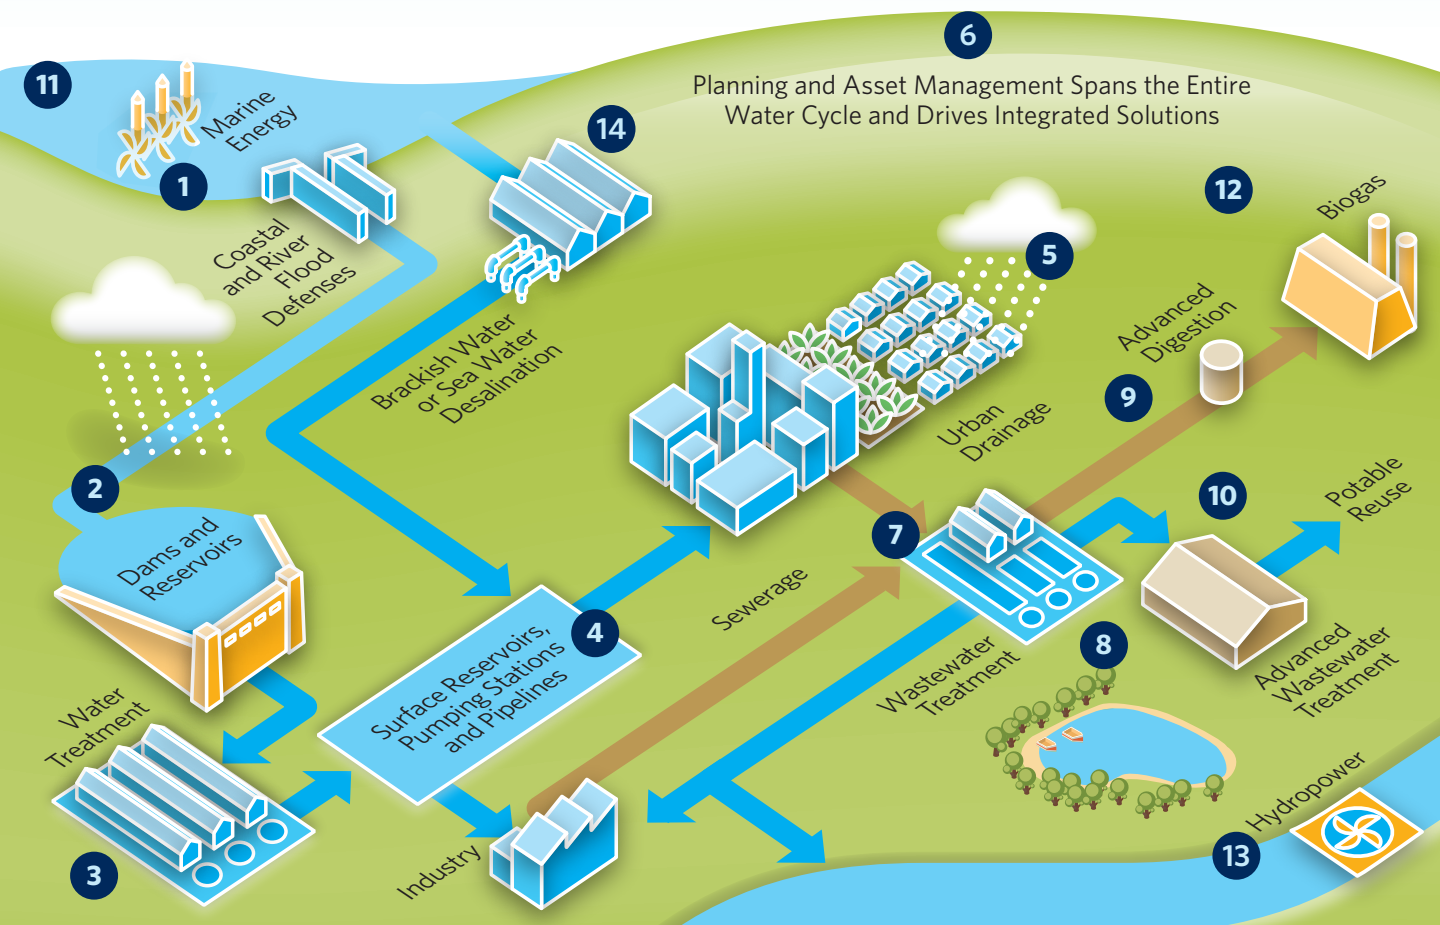 6
Planning and Asset Management Spans the Entire
Water Cycle and Drives Integrated Solutions
11
Marine
Energy
1
14
12
Biogas
Coastal
and River
Flood
Defenses
5
Brackish Water
or Sea Water
Desalination
Advanced
Digestion
9
Urban
Drainage
2
Dams and
Reservoirs
10
Potable
Reuse
7
Sewerage
4
Surface Reservoirs,
Pumping Stations
and Pipelines
Wastewater
Treatment
8
Advanced
Wastewater
Treatment
Water
Treatment
3
Industry
Hydropower
13